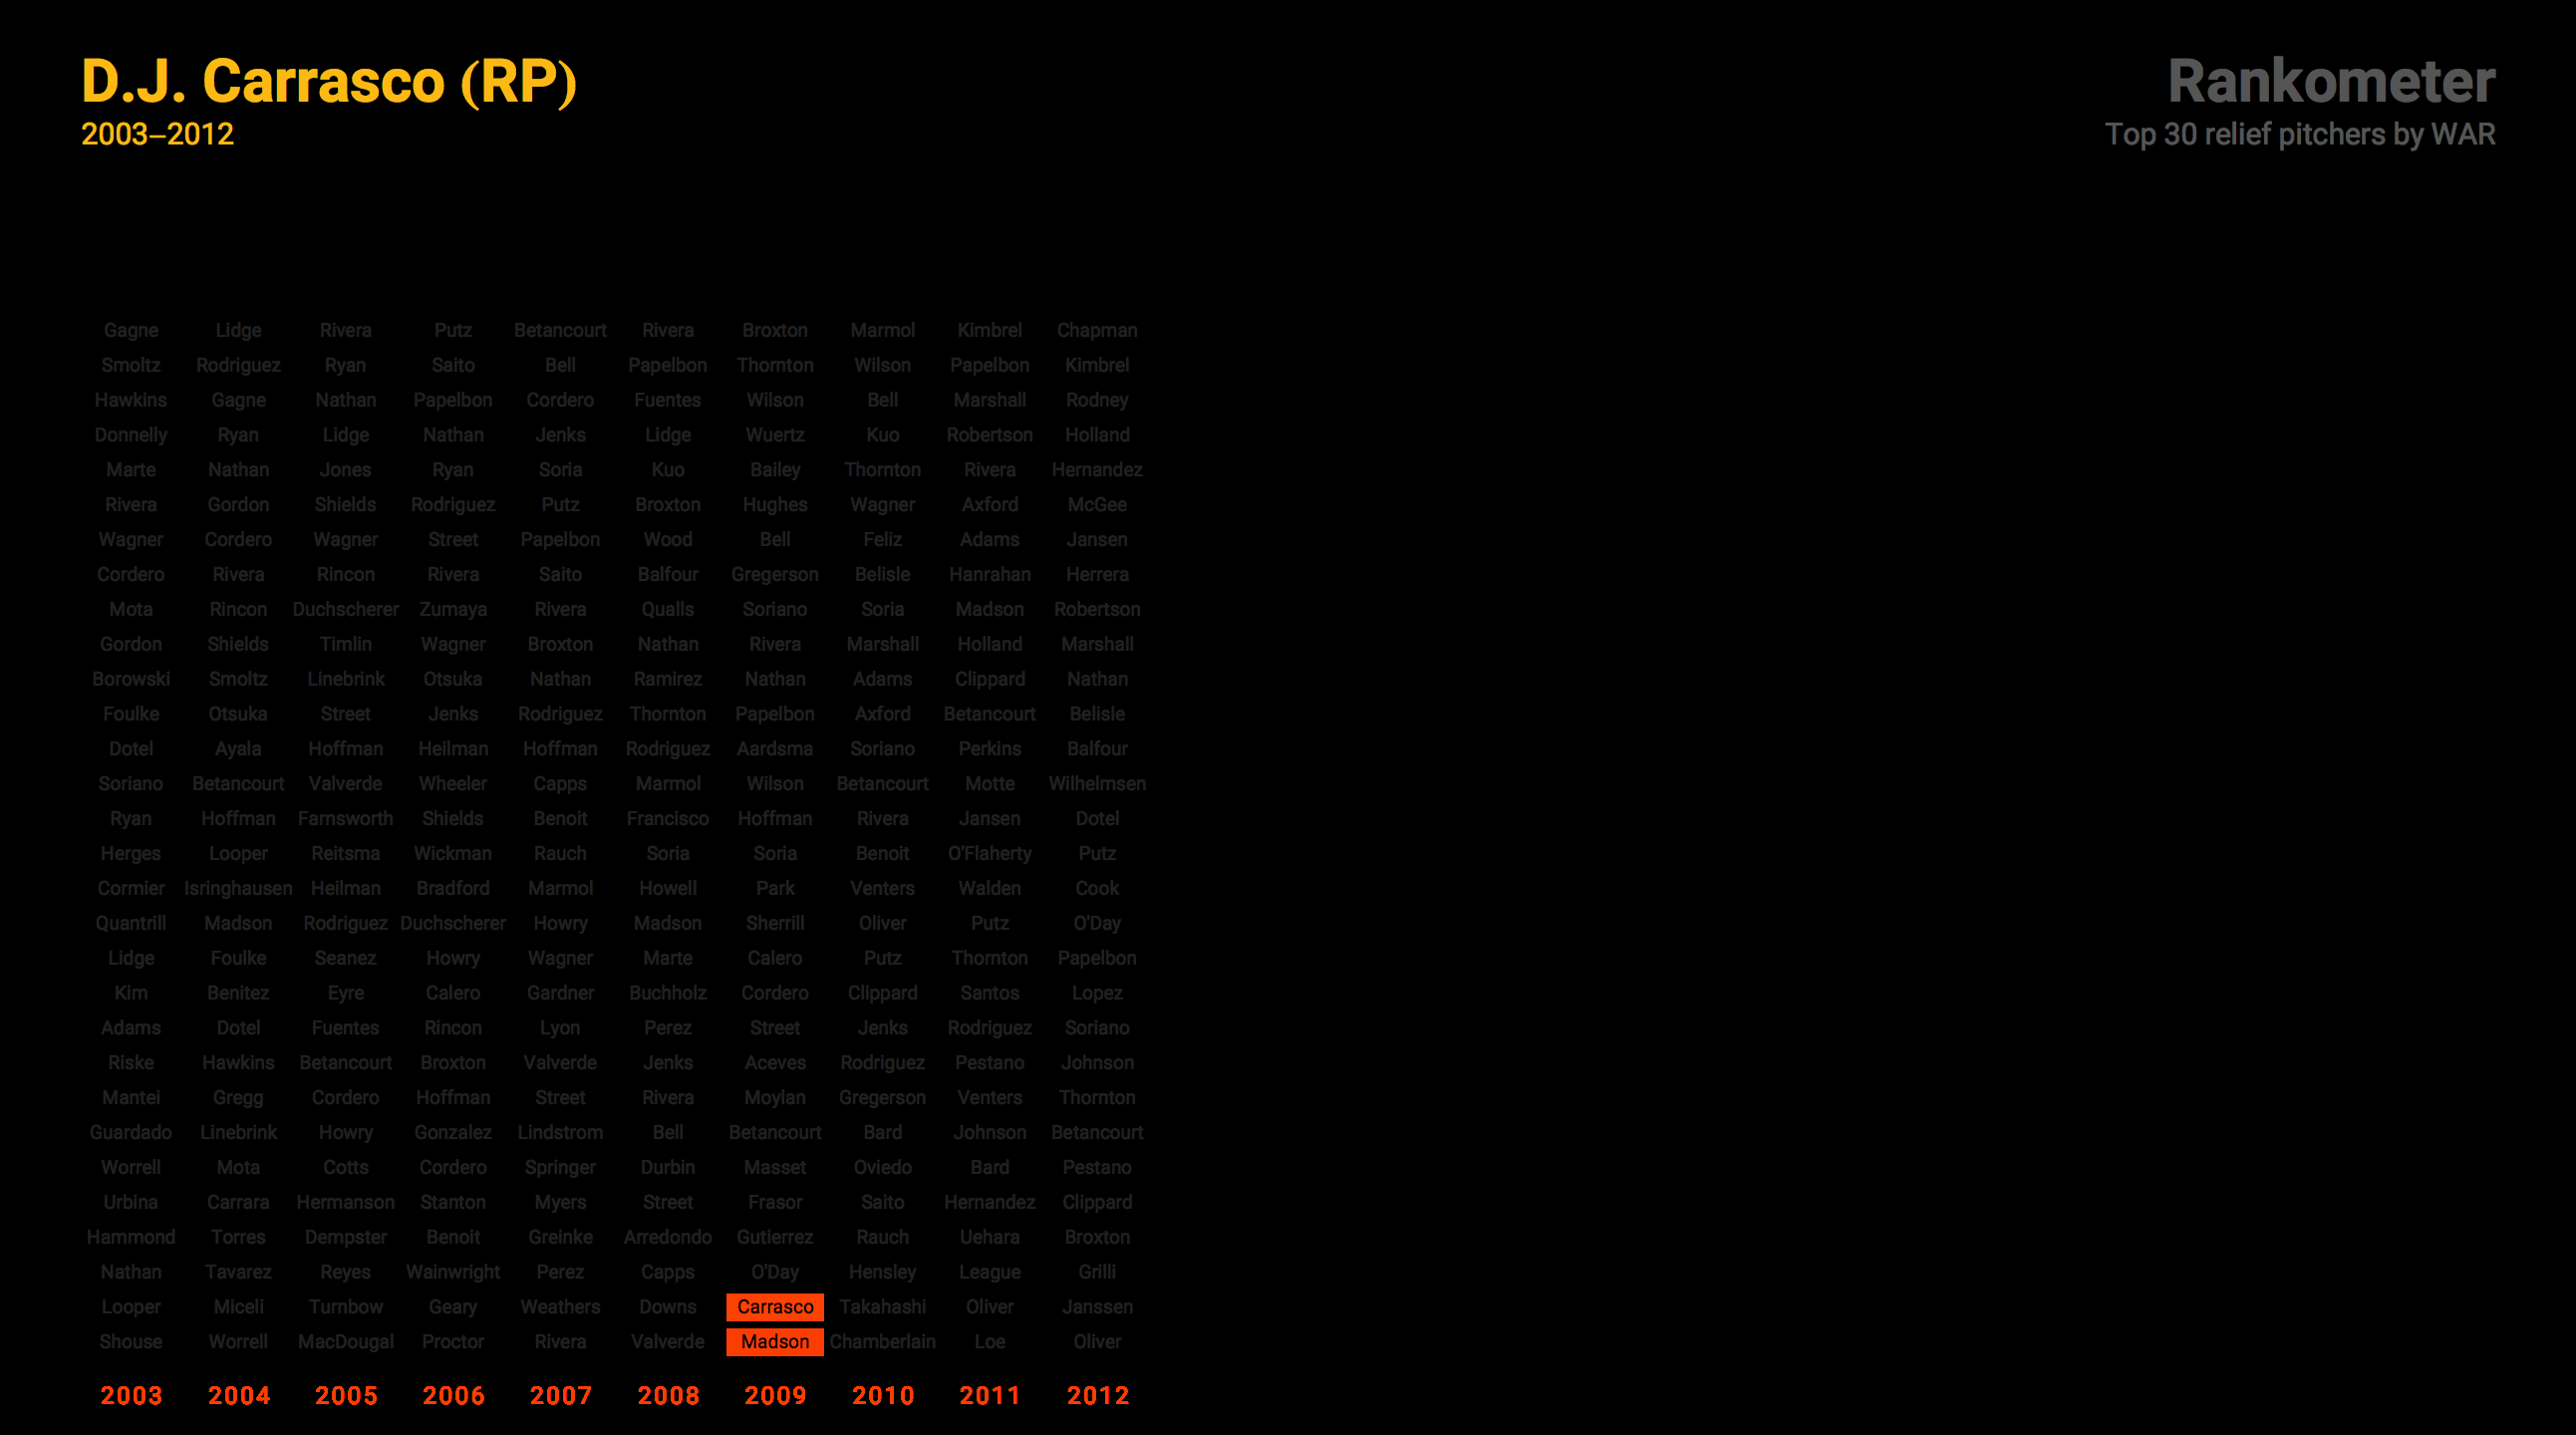 D.J. Carrasco (RP)
2003–2012
Rankometer
Top 30 relief pitchers by WAR
Gagne Lidge Rivera Putz Betancourt Rivera Broxton Marmol Kimbrel Chapman
Smoltz Rodriguez Ryan Saito Bell Papelbon Thornton Wilson Papelbon Kimbrel
Hawkins Gagne Nathan Papelbon Cordero Fuentes Wilson Bell Marshall Rodney
Donnelly Ryan Lidge Nathan Jenks Lidge Wuertz Kuo Robertson Holland
Marte Nathan Jones Ryan Soria Kuo Bailey Thornton Rivera Hernandez
Rivera Gordon Shields Rodriguez Putz Broxton Hughes Wagner Axford McGee
Wagner Cordero Wagner Street Papelbon Wood Bell Feliz Adams Jansen
Cordero Rivera Rincon Rivera Saito Balfour Gregerson Belisle Hanrahan Herrera
Mota Rincon Duchscherer Zumaya Rivera Qualls Soriano Soria Madson Robertson
Gordon Shields Timlin Wagner Broxton Nathan Rivera Marshall Holland Marshall
Borowski Smoltz Linebrink Otsuka Nathan Ramirez Nathan Adams Clippard Nathan
Foulke Otsuka Street Jenks Rodriguez Thornton Papelbon Axford Betancourt Belisle
Dotel Ayala Hoffman Heilman Hoffman Rodriguez Aardsma Soriano Perkins Balfour
Soriano Betancourt Valverde Wheeler Capps Marmol Wilson Betancourt Motte Wilhelmsen
Ryan Hoffman Farnsworth Shields Benoit Francisco Hoffman Rivera Jansen Dotel
Herges Looper Reitsma Wickman Rauch Soria Soria Benoit O'Flaherty Putz
Cormier Isringhausen Heilman Bradford Marmol Howell Park Venters Walden Cook
Quantrill Madson Rodriguez Duchscherer Howry Madson Sherrill Oliver Putz O'Day
Lidge Foulke Seanez Howry Wagner Marte Calero Putz Thornton Papelbon
Kim Benitez Eyre Calero Gardner Buchholz Cordero Clippard Santos Lopez
Adams Dotel Fuentes Rincon Lyon Perez Street Jenks Rodriguez Soriano
Riske Hawkins Betancourt Broxton Valverde Jenks Aceves Rodriguez Pestano Johnson
Mantei Gregg Cordero Hoffman Street Rivera Moylan Gregerson Venters Thornton
Guardado Linebrink Howry Gonzalez Lindstrom Bell Betancourt Bard Johnson Betancourt
Worrell Mota Cotts Cordero Springer Durbin Masset Oviedo Bard Pestano
Urbina Carrara Hermanson Stanton Myers Street Frasor Saito Hernandez Clippard
Hammond Torres Dempster Benoit Greinke Arredondo Gutierrez Rauch Uehara Broxton
Nathan Tavarez Reyes Wainwright Perez Capps O'Day Hensley League Grilli
Looper Miceli Turnbow Geary Weathers Downs Carrasco Takahashi Oliver Janssen
Shouse Worrell MacDougal Proctor Rivera Valverde Madson Chamberlain Loe Oliver
2003 2004 2005 2006 2007 2008 2009 2010 2011 2012